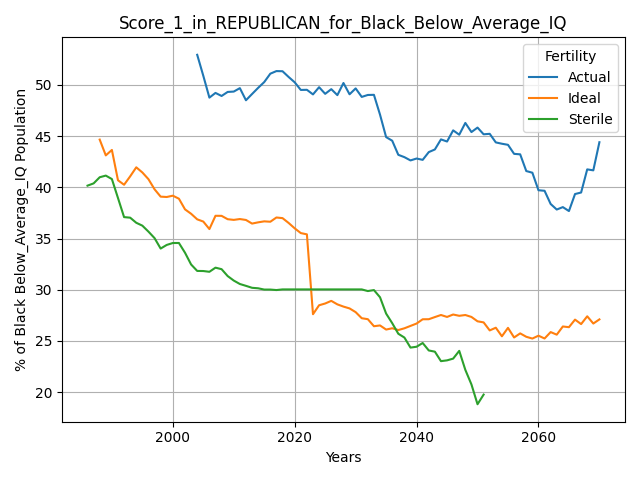 Score_1_in_REPUBLICAN_for_Black_Below_Average_IQ
% of Black Below_Average_IQ Population
50
45
40
35
30
25
20
Fertility
Actual
Ideal
Sterile
2000
2020
2040
2060
Years